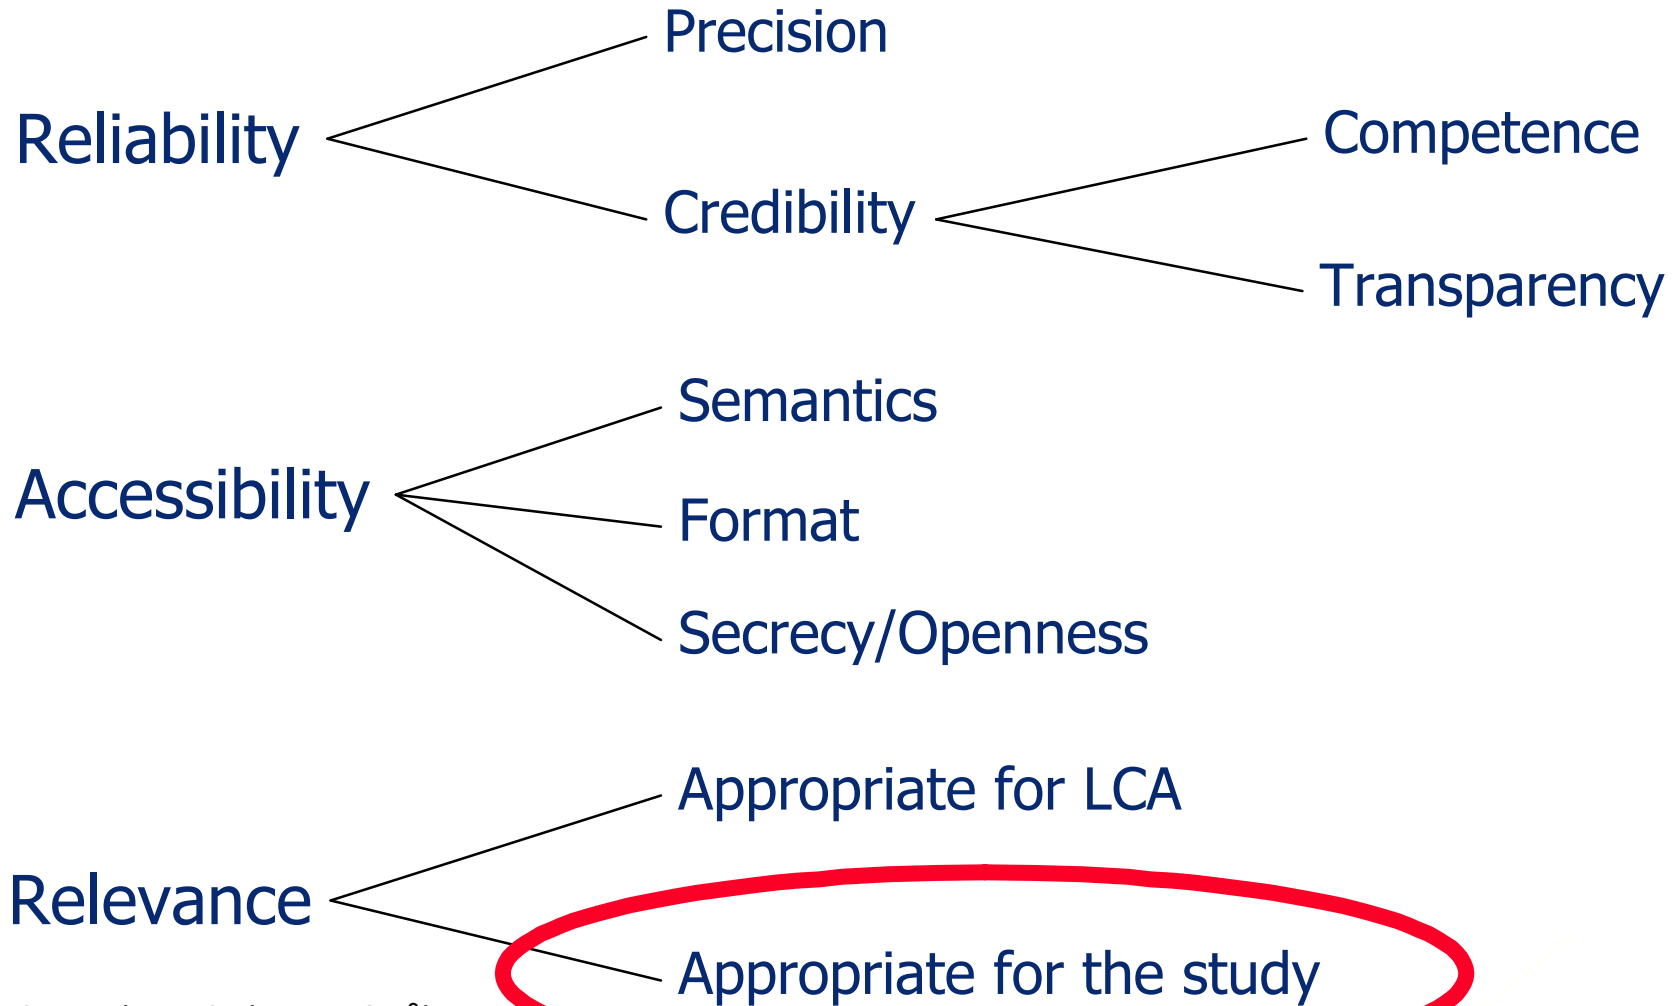 Precision
Reliability
Competence
Credibility
Transparency
Semantics
Accessibility
Format
Secrecy/Openness
Appropriate for LCA
Relevance
Appropriate for the study